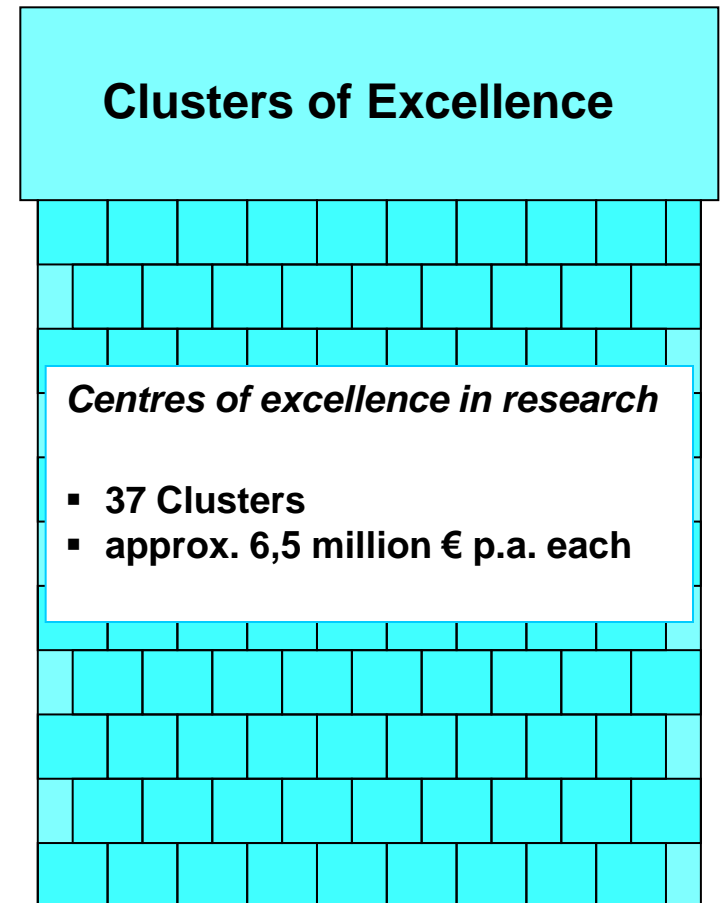 Clusters of Excellence
Centres of excellence in research
▪ 37 Clusters
▪ approx. 6,5 million € p.a. each